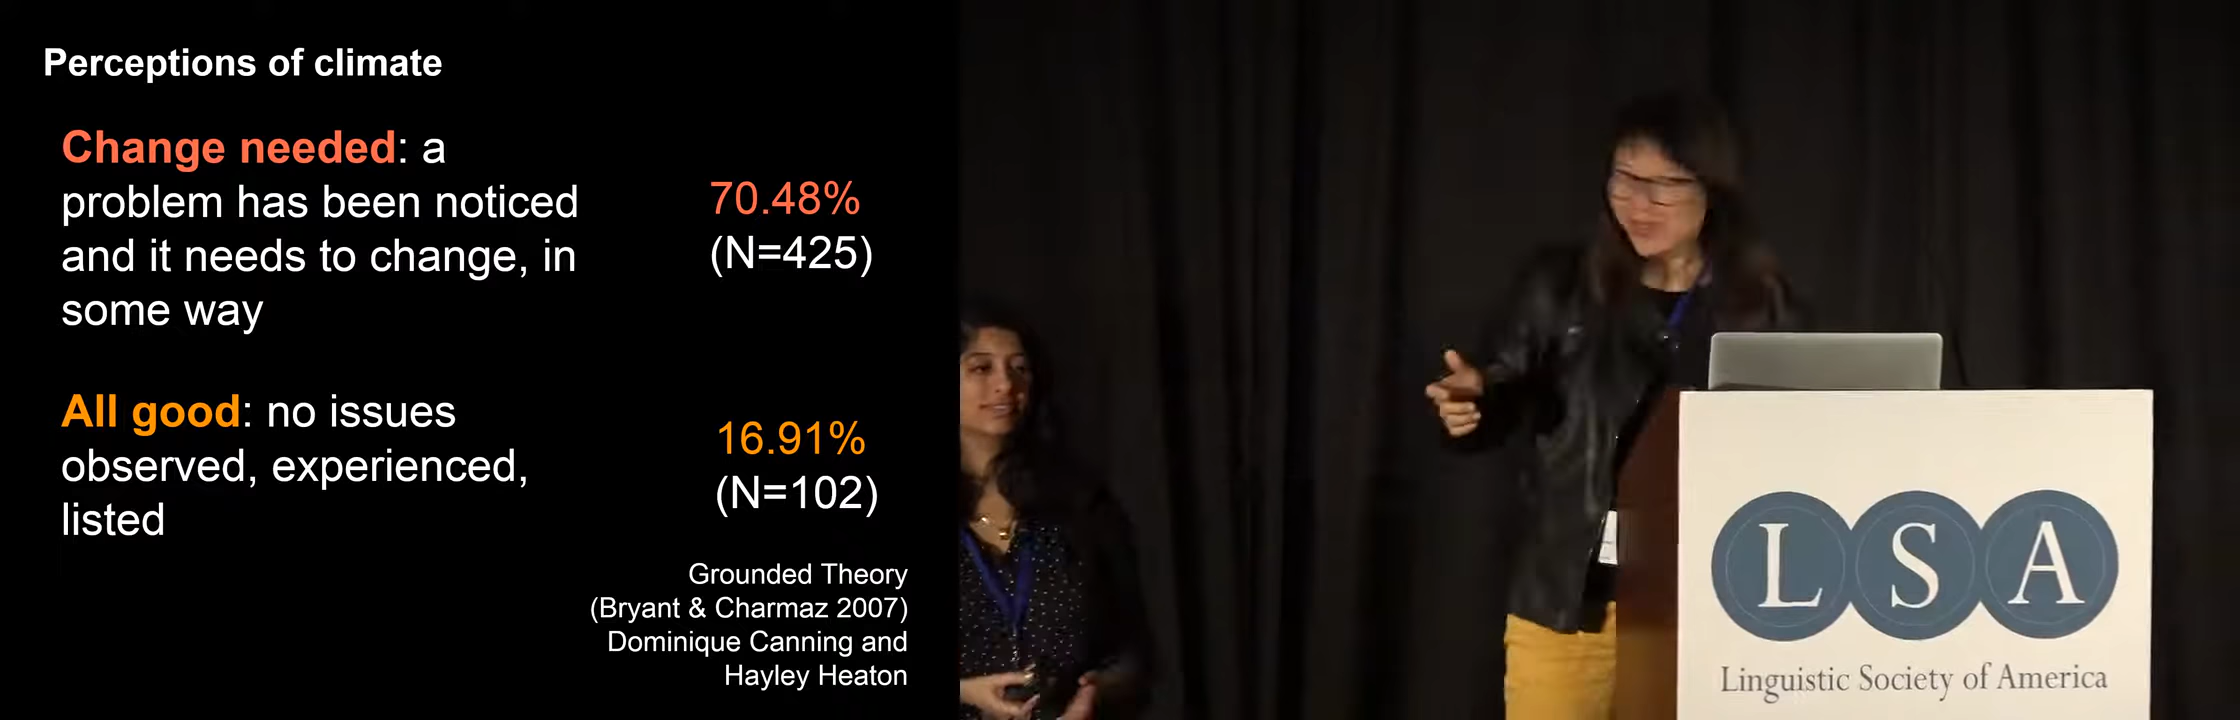 Perceptions of climate
Change needed: a
problem has been noticed
and it needs to change, in
some way
70.48%
(N=425)
All good: no issues
observed, experienced,
listed
16.91%
(N=102)
Grounded Theory
(Bryant & Charmaz 2007)
Dominique Canning and
Hayley Heaton
LSA
Linguistic Society of America